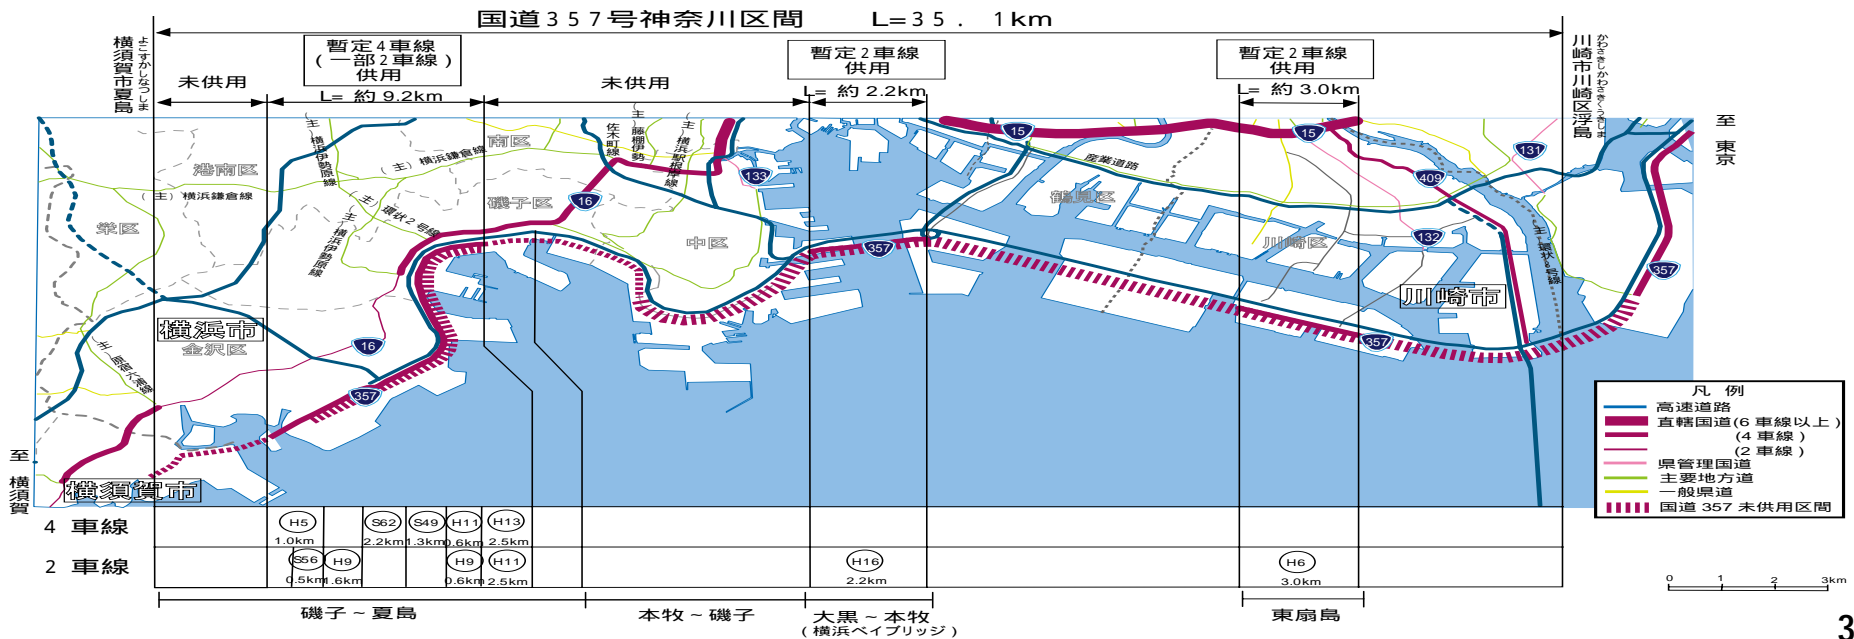 国道357号神奈川区間 L=35．1km
横須賀市夏島
よこすかしなつしま
未供用
暫定4車線
(一部2車線)
供用
L= 約 9.2km
未供用
暫定2車線
供用
L= 約 2.2km
暫定2車線
供用
L= 約 3.0km
川崎市川崎区浮島
かわさきしかわさきくうきしま
至 東京
至 横須賀
港南区
栄区
南区
磯子区
中区
鶴見区
川崎区
金沢区
横浜市
横須賀市
川崎市
(主)横浜伊勢原線
(主)横浜鎌倉線
(主)横浜鎌倉線
(主)環状2号線
(主)横浜伊勢原線
佐木町線
(主)藤棚伊勢
(主)横浜駅根岸線
産業道路
15
15
16
16
131
132
133
409
357
357
357
357
凡 例
高速道路
直轄国道(6車線以上)
(4車線)
(2車線)
県管理国道
主要地方道
一般県道
国道357未供用区間
4 車線
H5
1.0km
S62
2.2km
S49
1.3km
H11
0.6km
H13
2.5km
2 車線
S56
0.5km
H9
1.6km
H9
0.6km
H11
2.5km
H16
2.2km
H6
3.0km
磯子~夏島
本牧~磯子
大黒~本牧
(横浜ベイブリッジ)
東扇島
0 1 2 3km
3